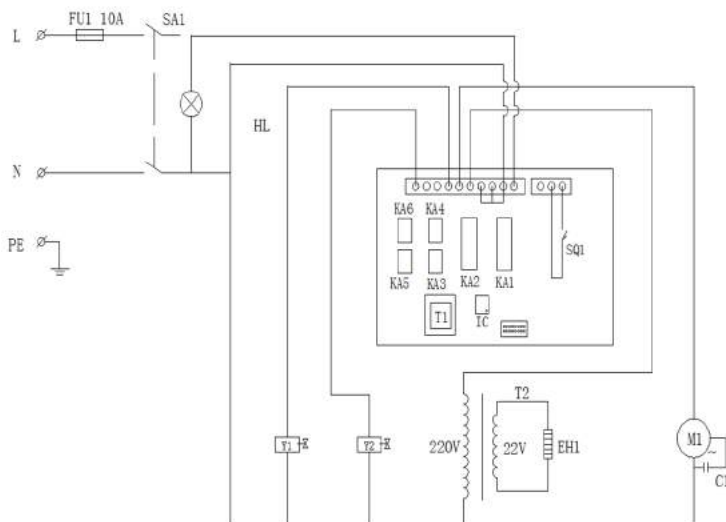 L
FU1 10A
SA1
HL
N
PE
KA6
KA4
KA5
KA3
KA2
KA1
SQ1
T1
IC
T2
Y1
Y2
220V
22V
EH1
M1
~
C1